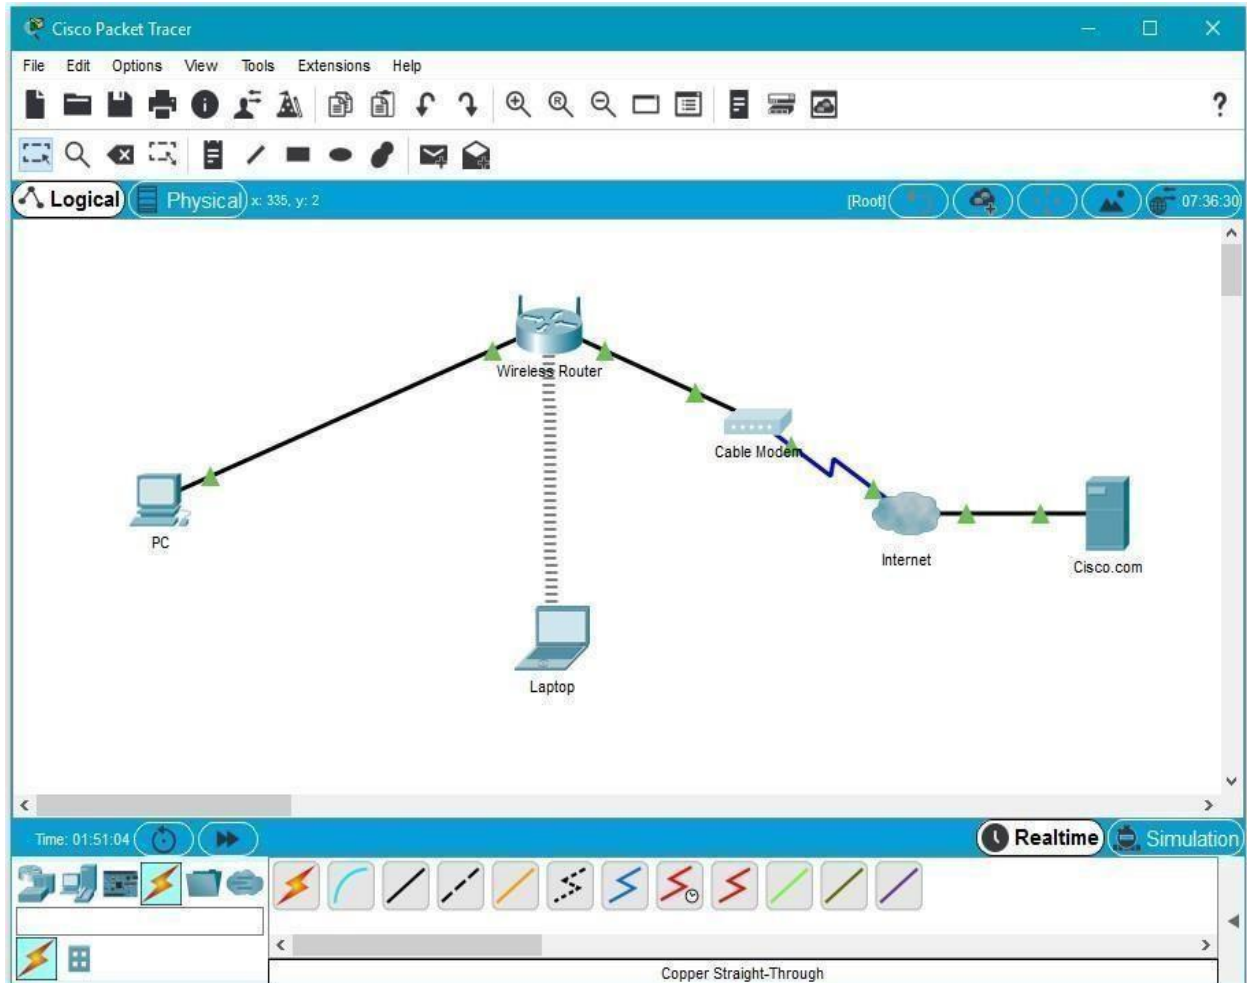 Cisco Packet Tracer
File Edit Options View Tools Extensions Help
Logical Physical x: 335, y: 2 [Root] 07:36:30
Wireless Router
Cable Modem
PC
Internet
Cisco.com
Laptop
Time: 01:51:04 Realtime Simulation
Copper Straight-Through